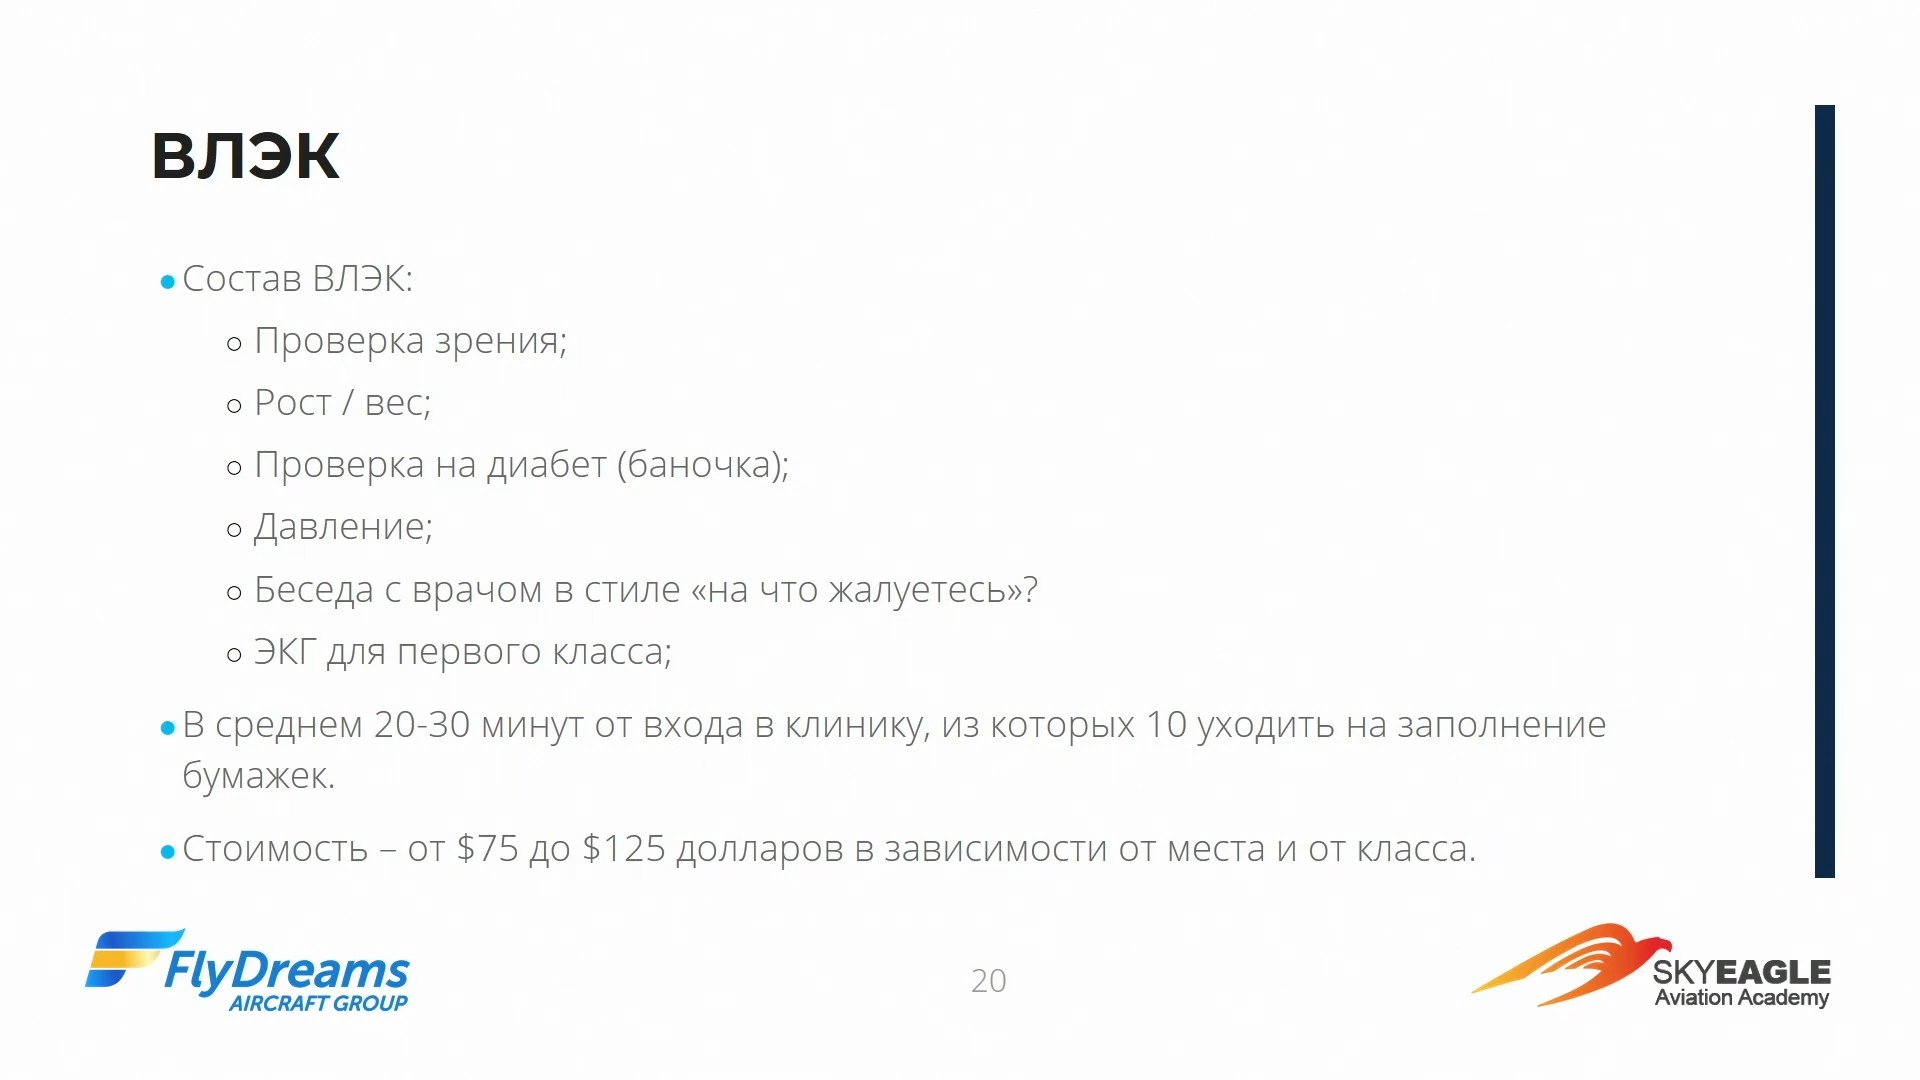 ВЛЭК
Состав ВЛЭК:
Проверка зрения;
Рост / вес;
Проверка на диабет (баночка);
Давление;
Беседа с врачом в стиле «на что жалуетесь»?
ЭКГ для первого класса;
В среднем 20-30 минут от входа в клинику, из которых 10 уходить на заполнение
бумажек.
Стоимость – от $75 до $125 долларов в зависимости от места и от класса.
FlyDreams
AIRCRAFT GROUP
20
SKYEAGLE
Aviation Academy